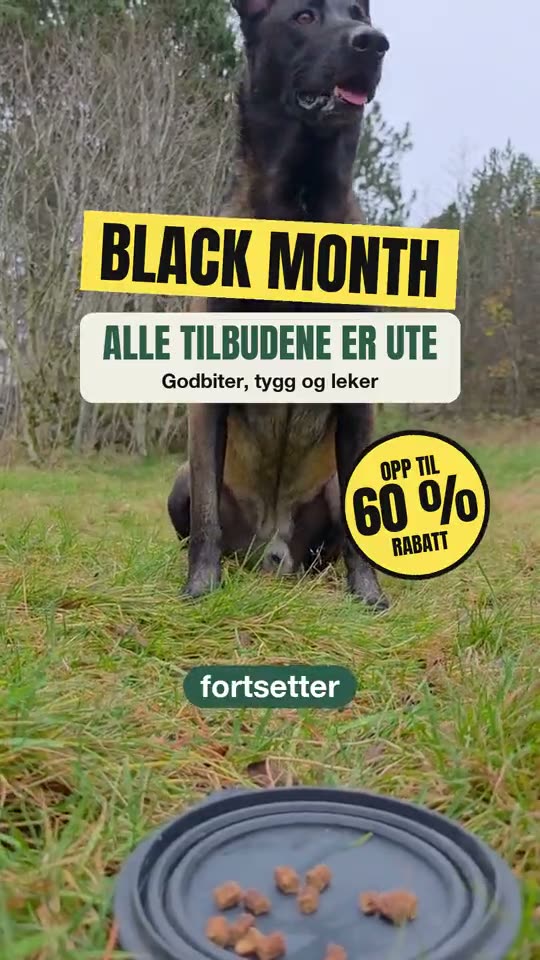 BLACK MONTH
ALLE TILBUDENE ER UTE
Godbiter, tygg og leker
OPP TIL
60 %
RABATT
fortsetter